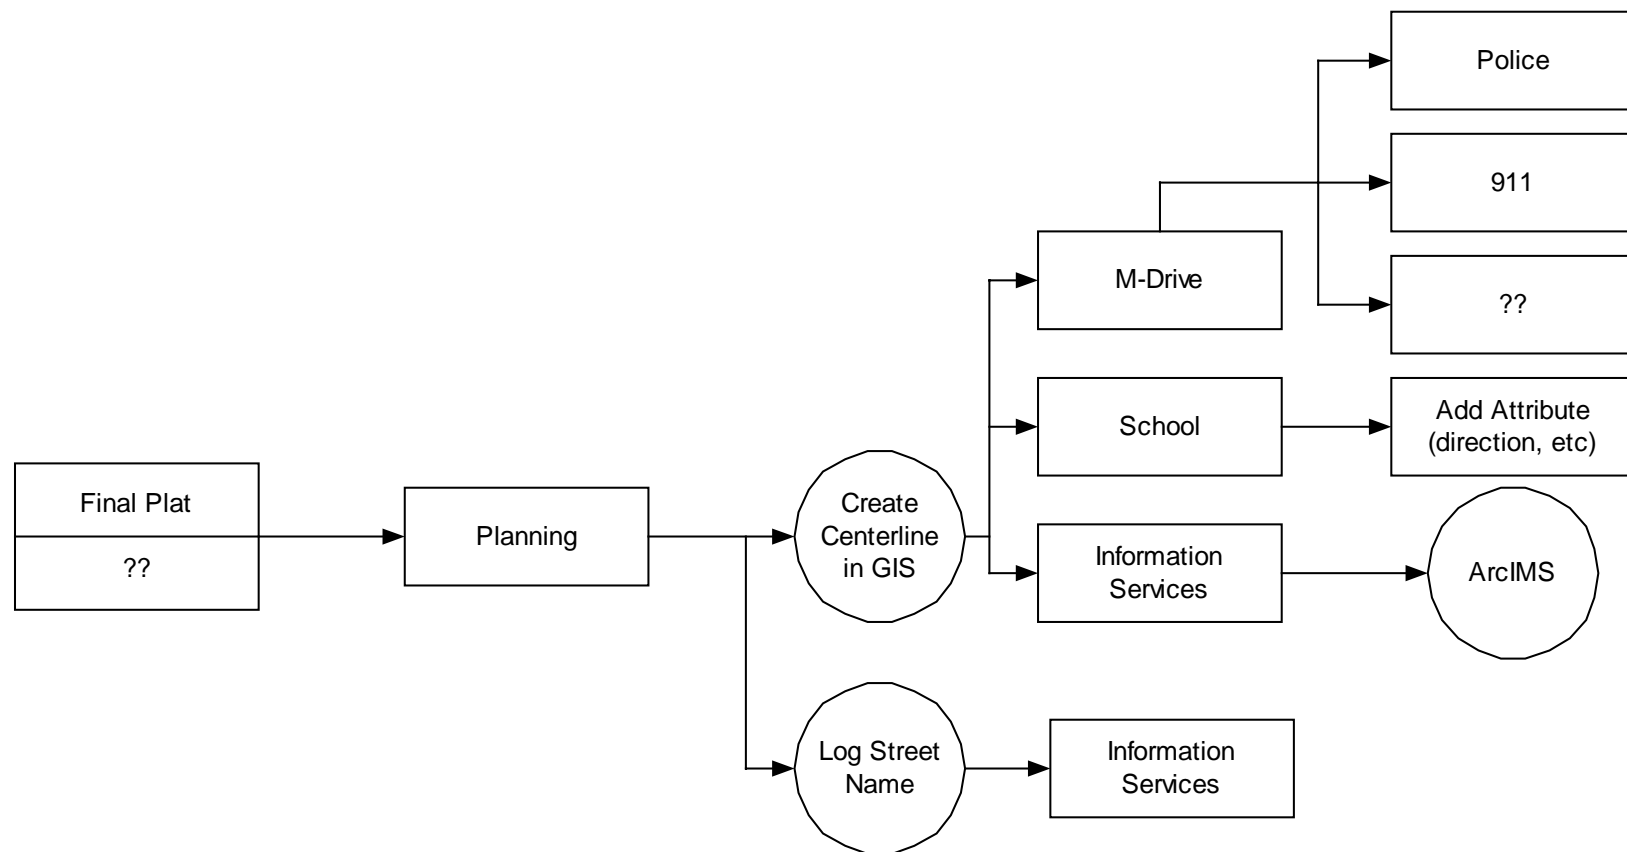 Police
911
M-Drive
??
School
Add Attribute
(direction, etc)
Final Plat
??
Planning
Create
Centerline
in GIS
Information
Services
ArcIMS
Log Street
Name
Information
Services